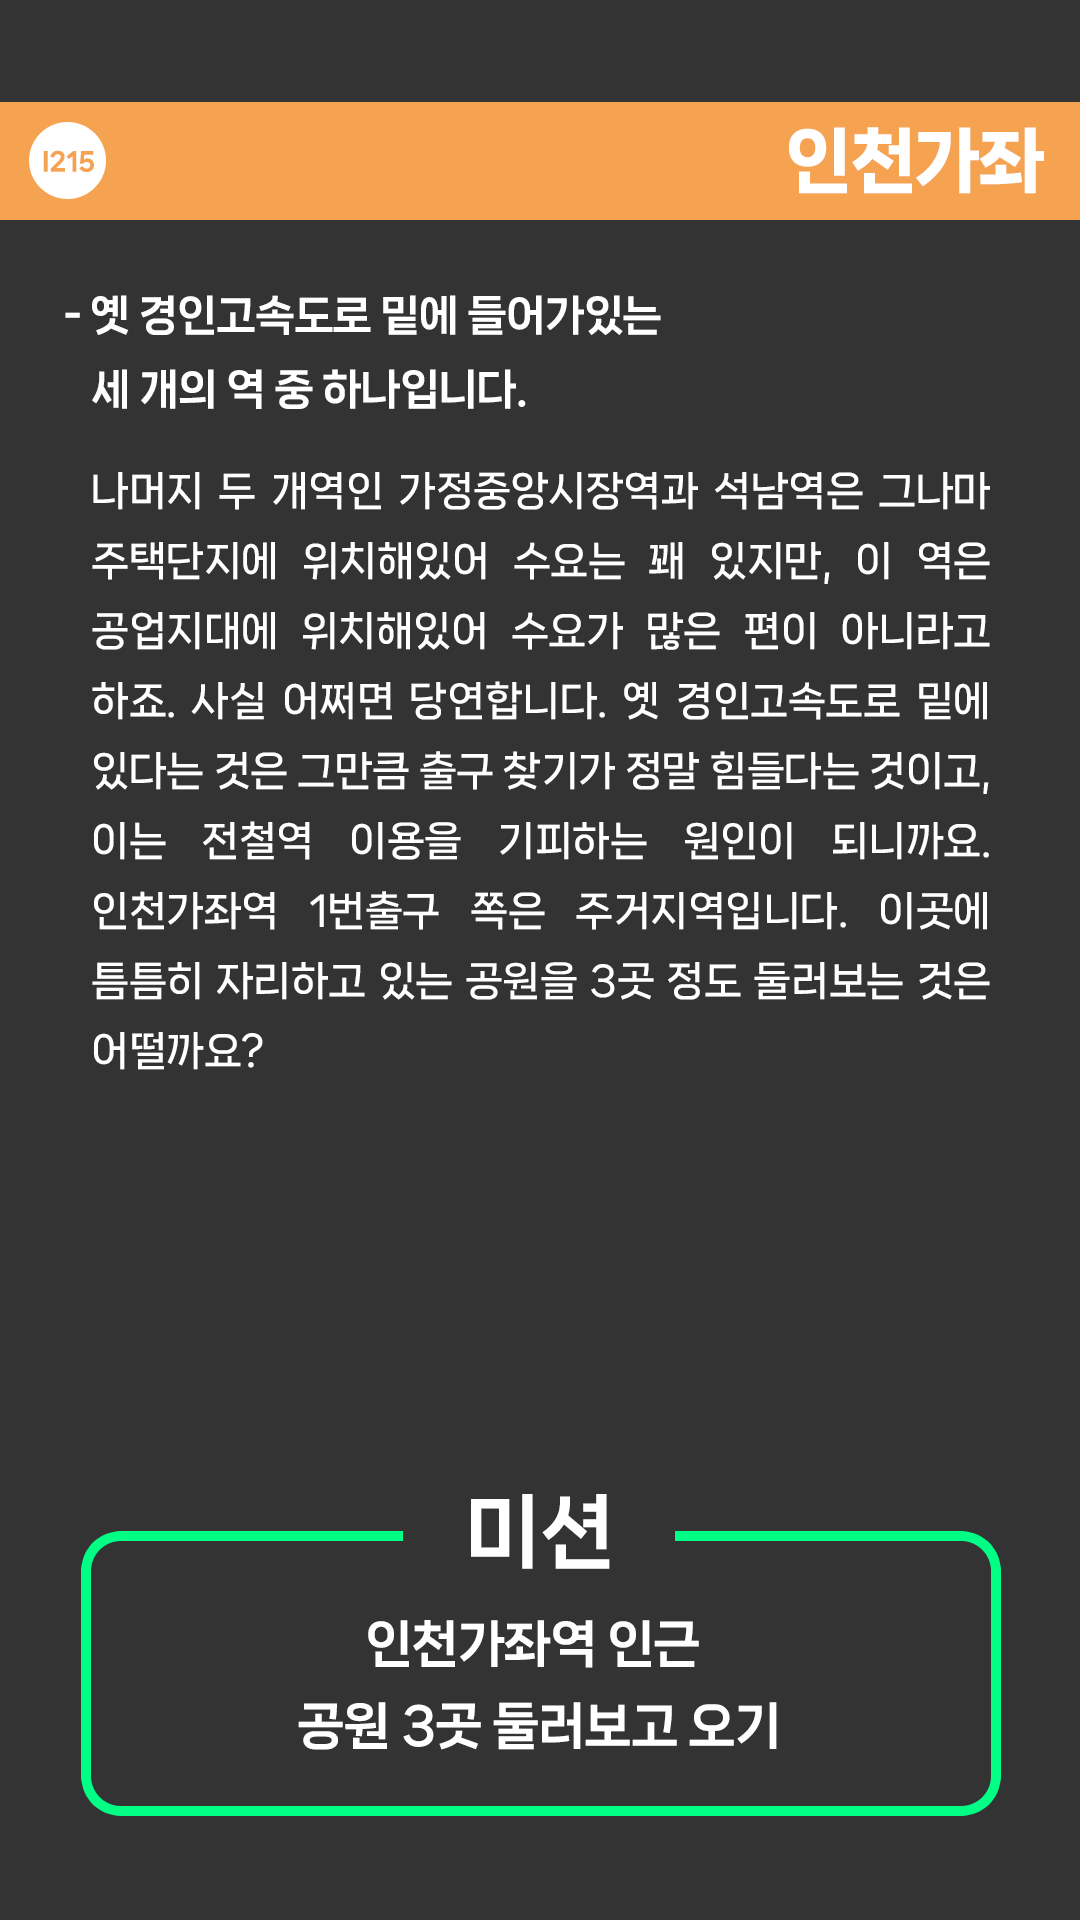 I215
인천가좌
- 옛 경인고속도로 밑에 들어가있는
세 개의 역 중 하나입니다.
나머지 두 개역인 가정중앙시장역과 석남역은 그나마
주택단지에 위치해있어 수요는 꽤 있지만, 이 역은
공업지대에 위치해있어 수요가 많은 편이 아니라고
하죠. 사실 어쩌면 당연합니다. 옛 경인고속도로 밑에
있다는 것은 그만큼 출구 찾기가 정말 힘들다는 것이고,
이는 전철역 이용을 기피하는 원인이 되니까요.
인천가좌역 1번출구 쪽은 주거지역입니다. 이곳에
틈틈히 자리하고 있는 공원을 3곳 정도 둘러보는 것은
어떨까요?
미션
인천가좌역 인근
공원 3곳 둘러보고 오기